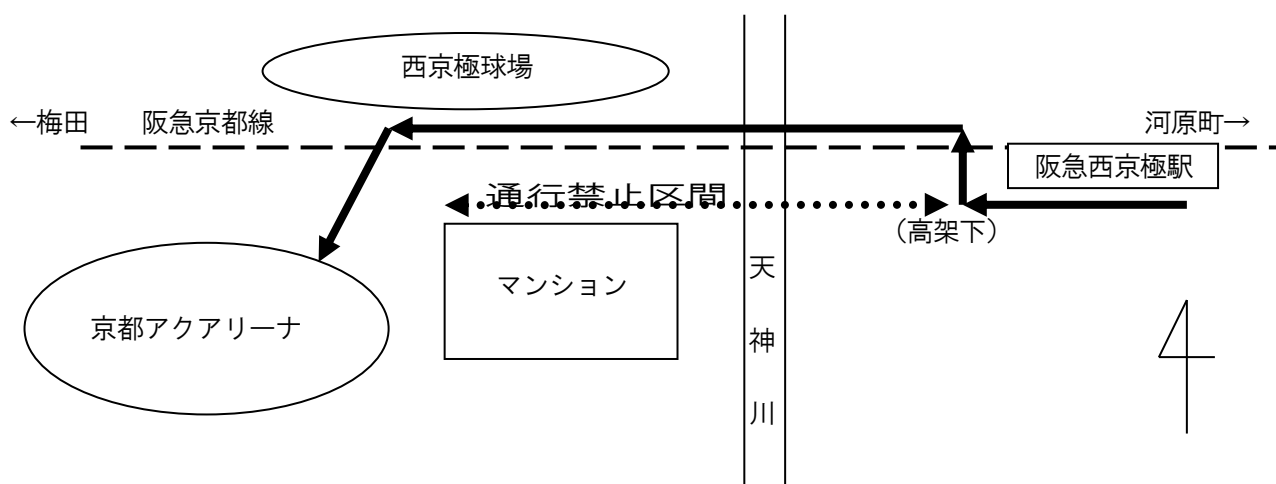 西京極球場
←梅田
阪急京都線
河原町→
阪急西京極駅
通行禁止区間
（高架下）
マンション
京都アクアリーナ
天神川